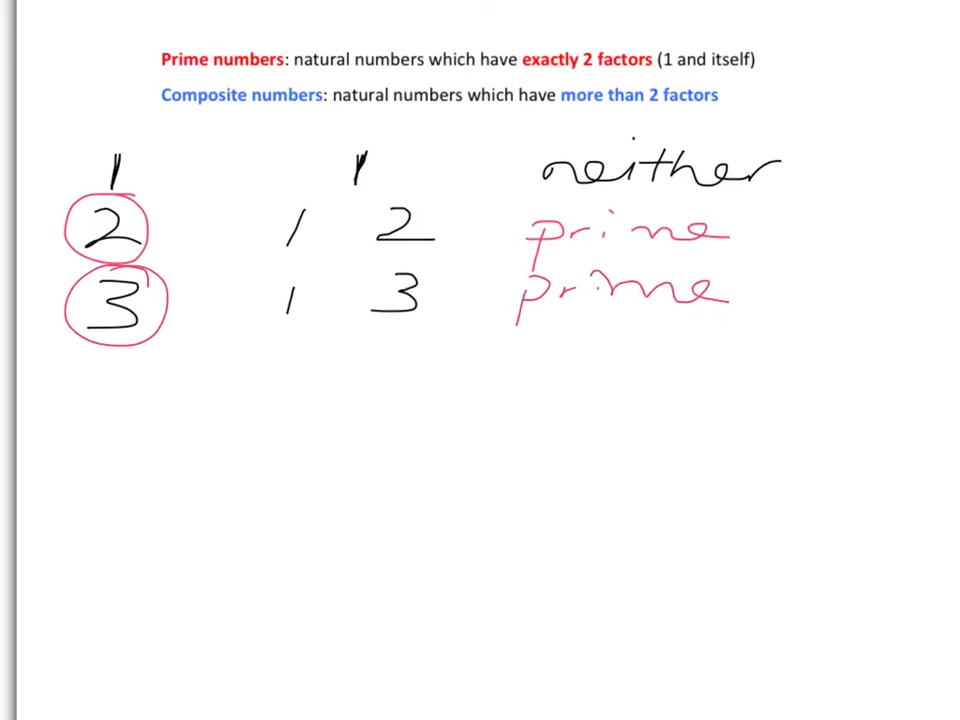 Prime numbers: natural numbers which have exactly 2 factors (1 and itself)
Composite numbers: natural numbers which have more than 2 factors
1 1 neither
2 1 2 prime
3 1 3 prime